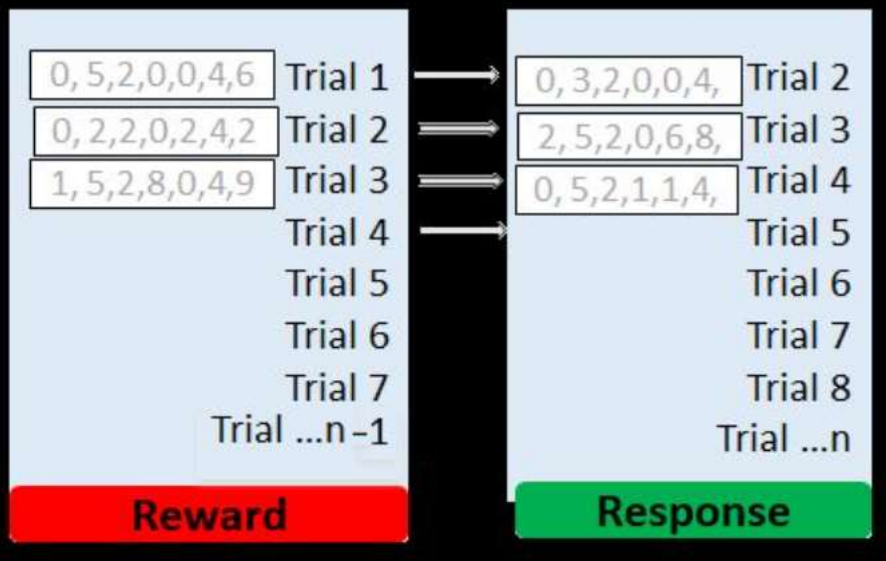 0, 5,2,0,0,4,6 Trial 1
0, 2,2,0,2,4,2 Trial 2
1, 5,2,8,0,4,9 Trial 3
Trial 4
Trial 5
Trial 6
Trial 7
Trial ...n -1
Reward
0, 3,2,0,0,4, Trial 2
2, 5,2,0,6,8, Trial 3
0, 5,2,1,1,4, Trial 4
Trial 5
Trial 6
Trial 7
Trial 8
Trial ...n
Response